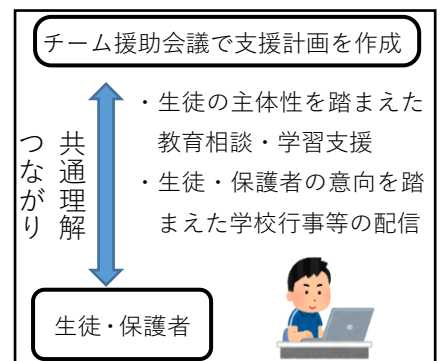 チーム援助会議で支援計画を作成
共通理解
つながり
・生徒の主体性を踏まえた
教育相談・学習支援
・生徒・保護者の意向を踏
まえた学校行事等の配信
生徒・保護者